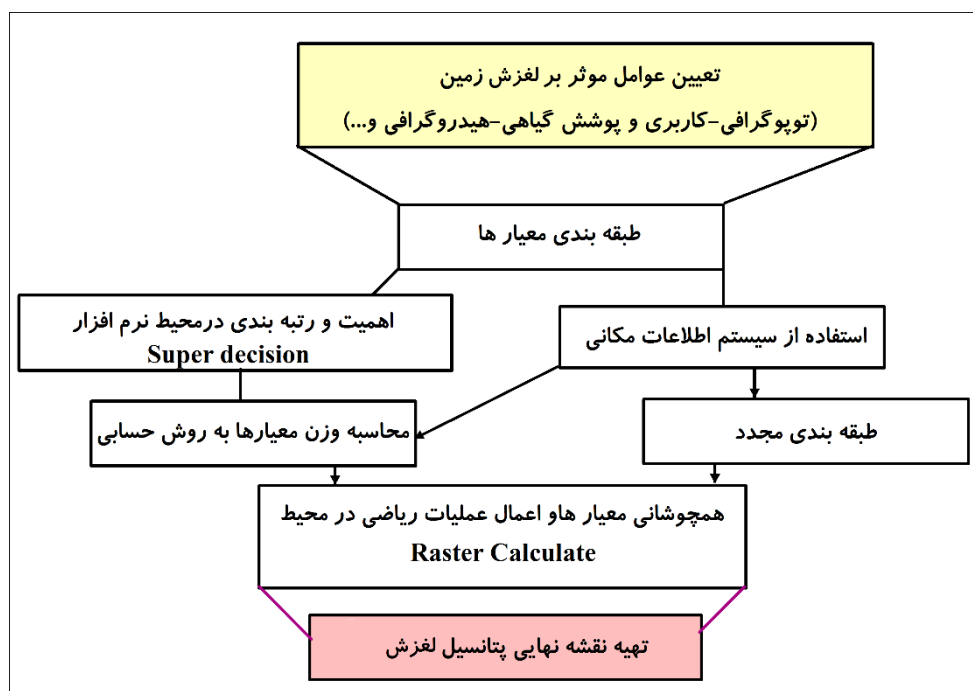 تعیین عوامل موثر بر لغزش زمین
(توپوگرافی-کاربری و پوشش گیاهی-هیدروگرافی و...)
طبقه بندی معیار ها
اهمیت و رتبه بندی درمحیط نرم افزار
Super decision
استفاده از سیستم اطلاعات مکانی
محاسبه وزن معیارها به روش حسابی
طبقه بندی مجدد
همچوشانی معیار هاو اعمال عملیات ریاضی در محیط
Raster Calculate
تهیه نقشه نهایی پتانسیل لغزش